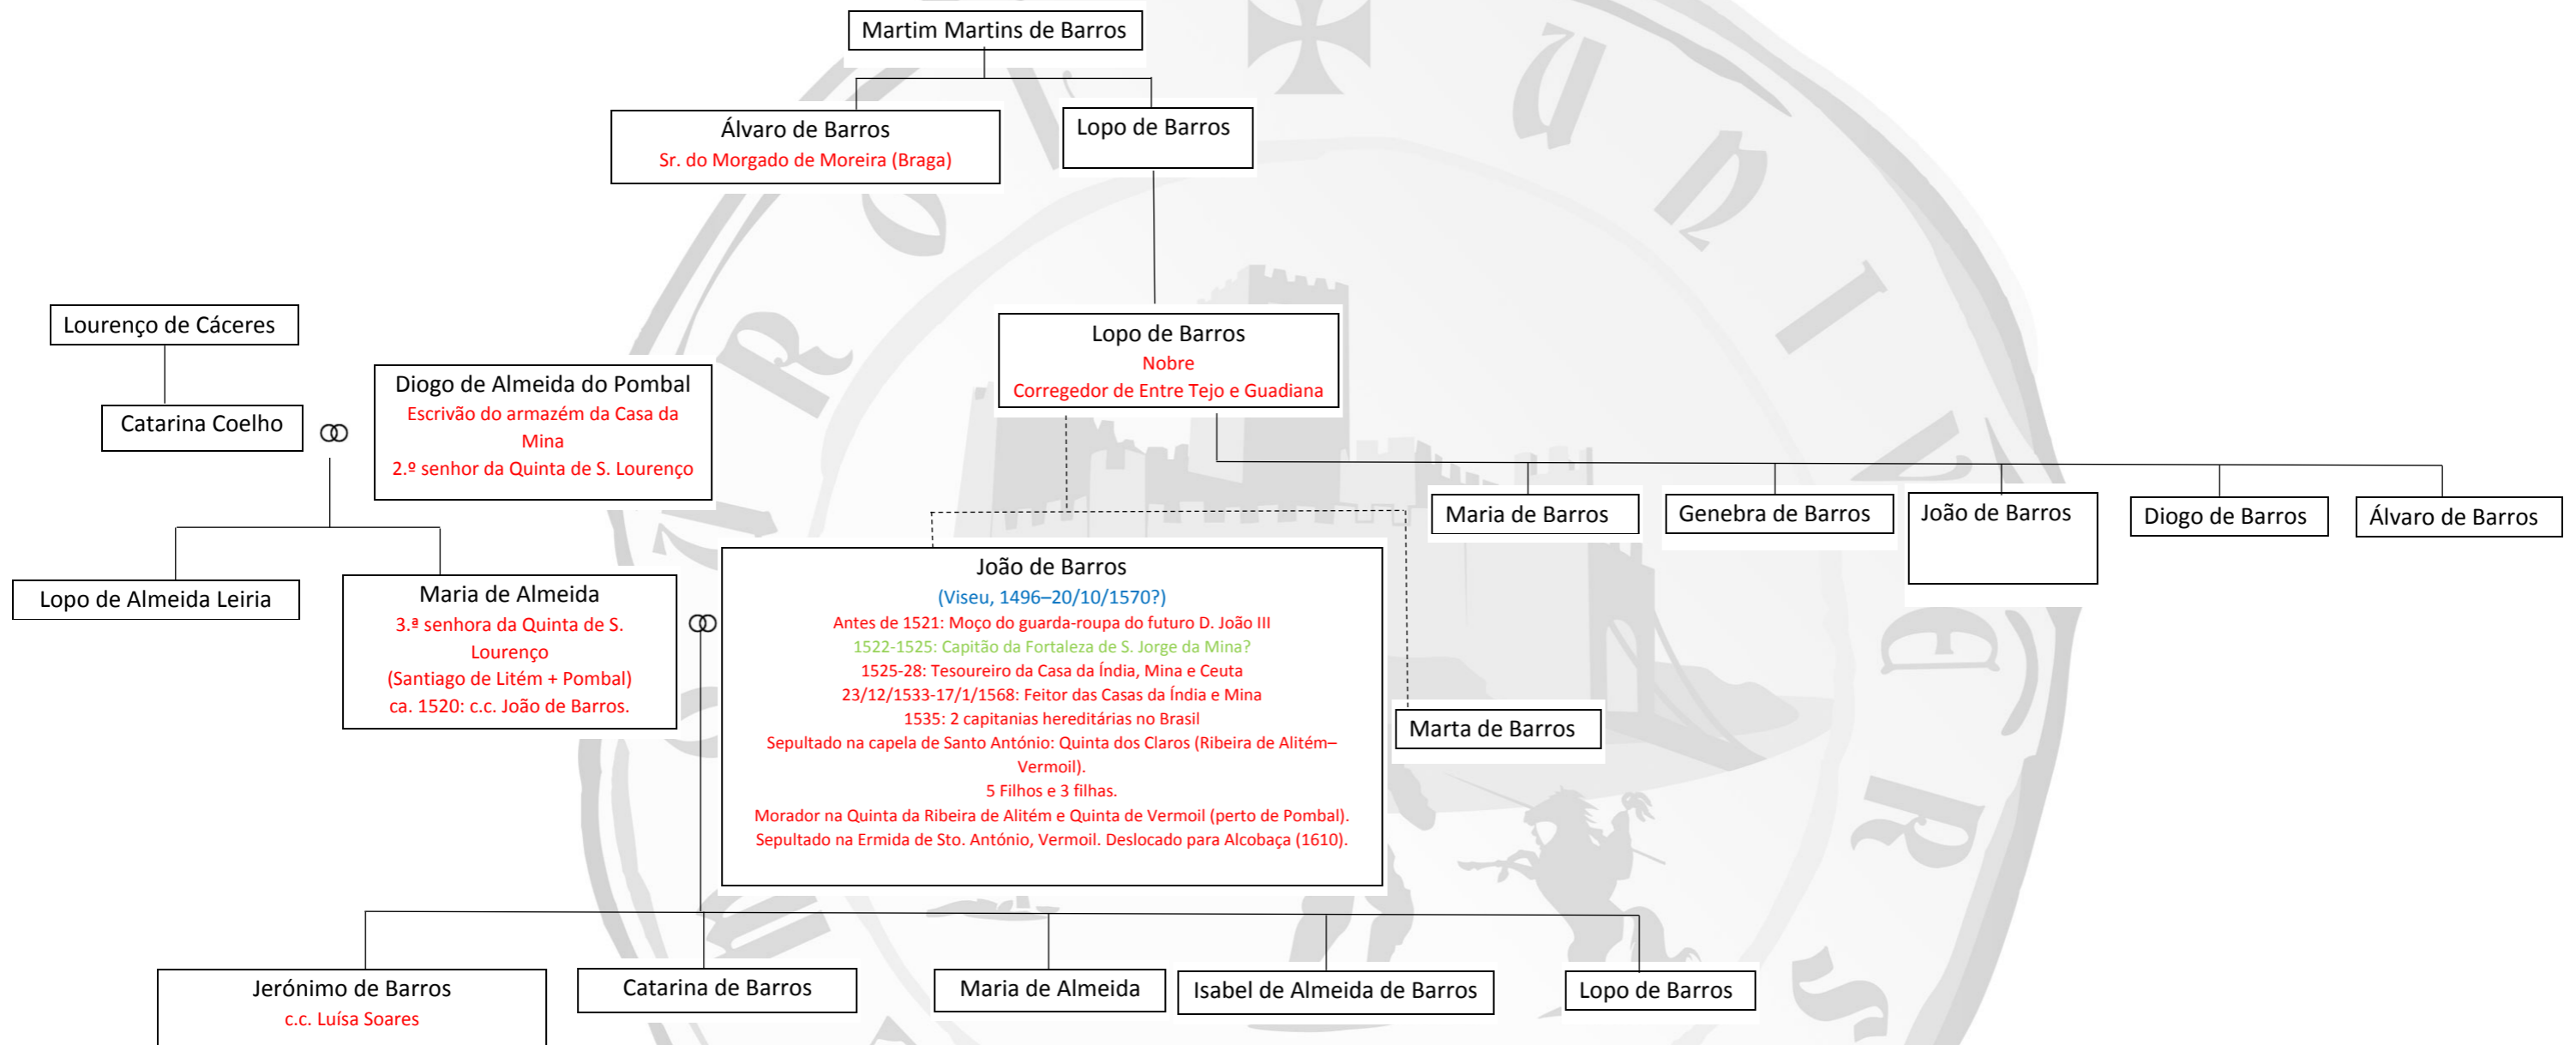 Martim Martins de Barros
Álvaro de Barros
Sr. do Morgado de Moreira (Braga)
Lopo de Barros
Lourenço de Cáceres
Catarina Coelho
Diogo de Almeida do Pombal
Escrivão do armazém da Casa da
Mina
2.º senhor da Quinta de S. Lourenço
Lopo de Barros
Nobre
Corregedor de Entre Tejo e Guadiana
Maria de Barros
Genebra de Barros
João de Barros
Diogo de Barros
Álvaro de Barros
Lopo de Almeida Leiria
Maria de Almeida
3.ª senhora da Quinta de S.
Lourenço
(Santiago de Litém + Pombal)
ca. 1520: c.c. João de Barros.
João de Barros
(Viseu, 1496–20/10/1570?)
Antes de 1521: Moço do guarda-roupa do futuro D. João III
1522-1525: Capitão da Fortaleza de S. Jorge da Mina?
1525-28: Tesoureiro da Casa da Índia, Mina e Ceuta
23/12/1533-17/1/1568: Feitor das Casas da Índia e Mina
1535: 2 capitanias hereditárias no Brasil
Sepultado na capela de Santo António: Quinta dos Claros (Ribeira de Alitém–
Vermoil).
5 Filhos e 3 filhas.
Morador na Quinta da Ribeira de Alitém e Quinta de Vermoil (perto de Pombal).
Sepultado na Ermida de Sto. António, Vermoil. Deslocado para Alcobaça (1610).
Marta de Barros
Jerónimo de Barros
c.c. Luísa Soares
Catarina de Barros
Maria de Almeida
Isabel de Almeida de Barros
Lopo de Barros